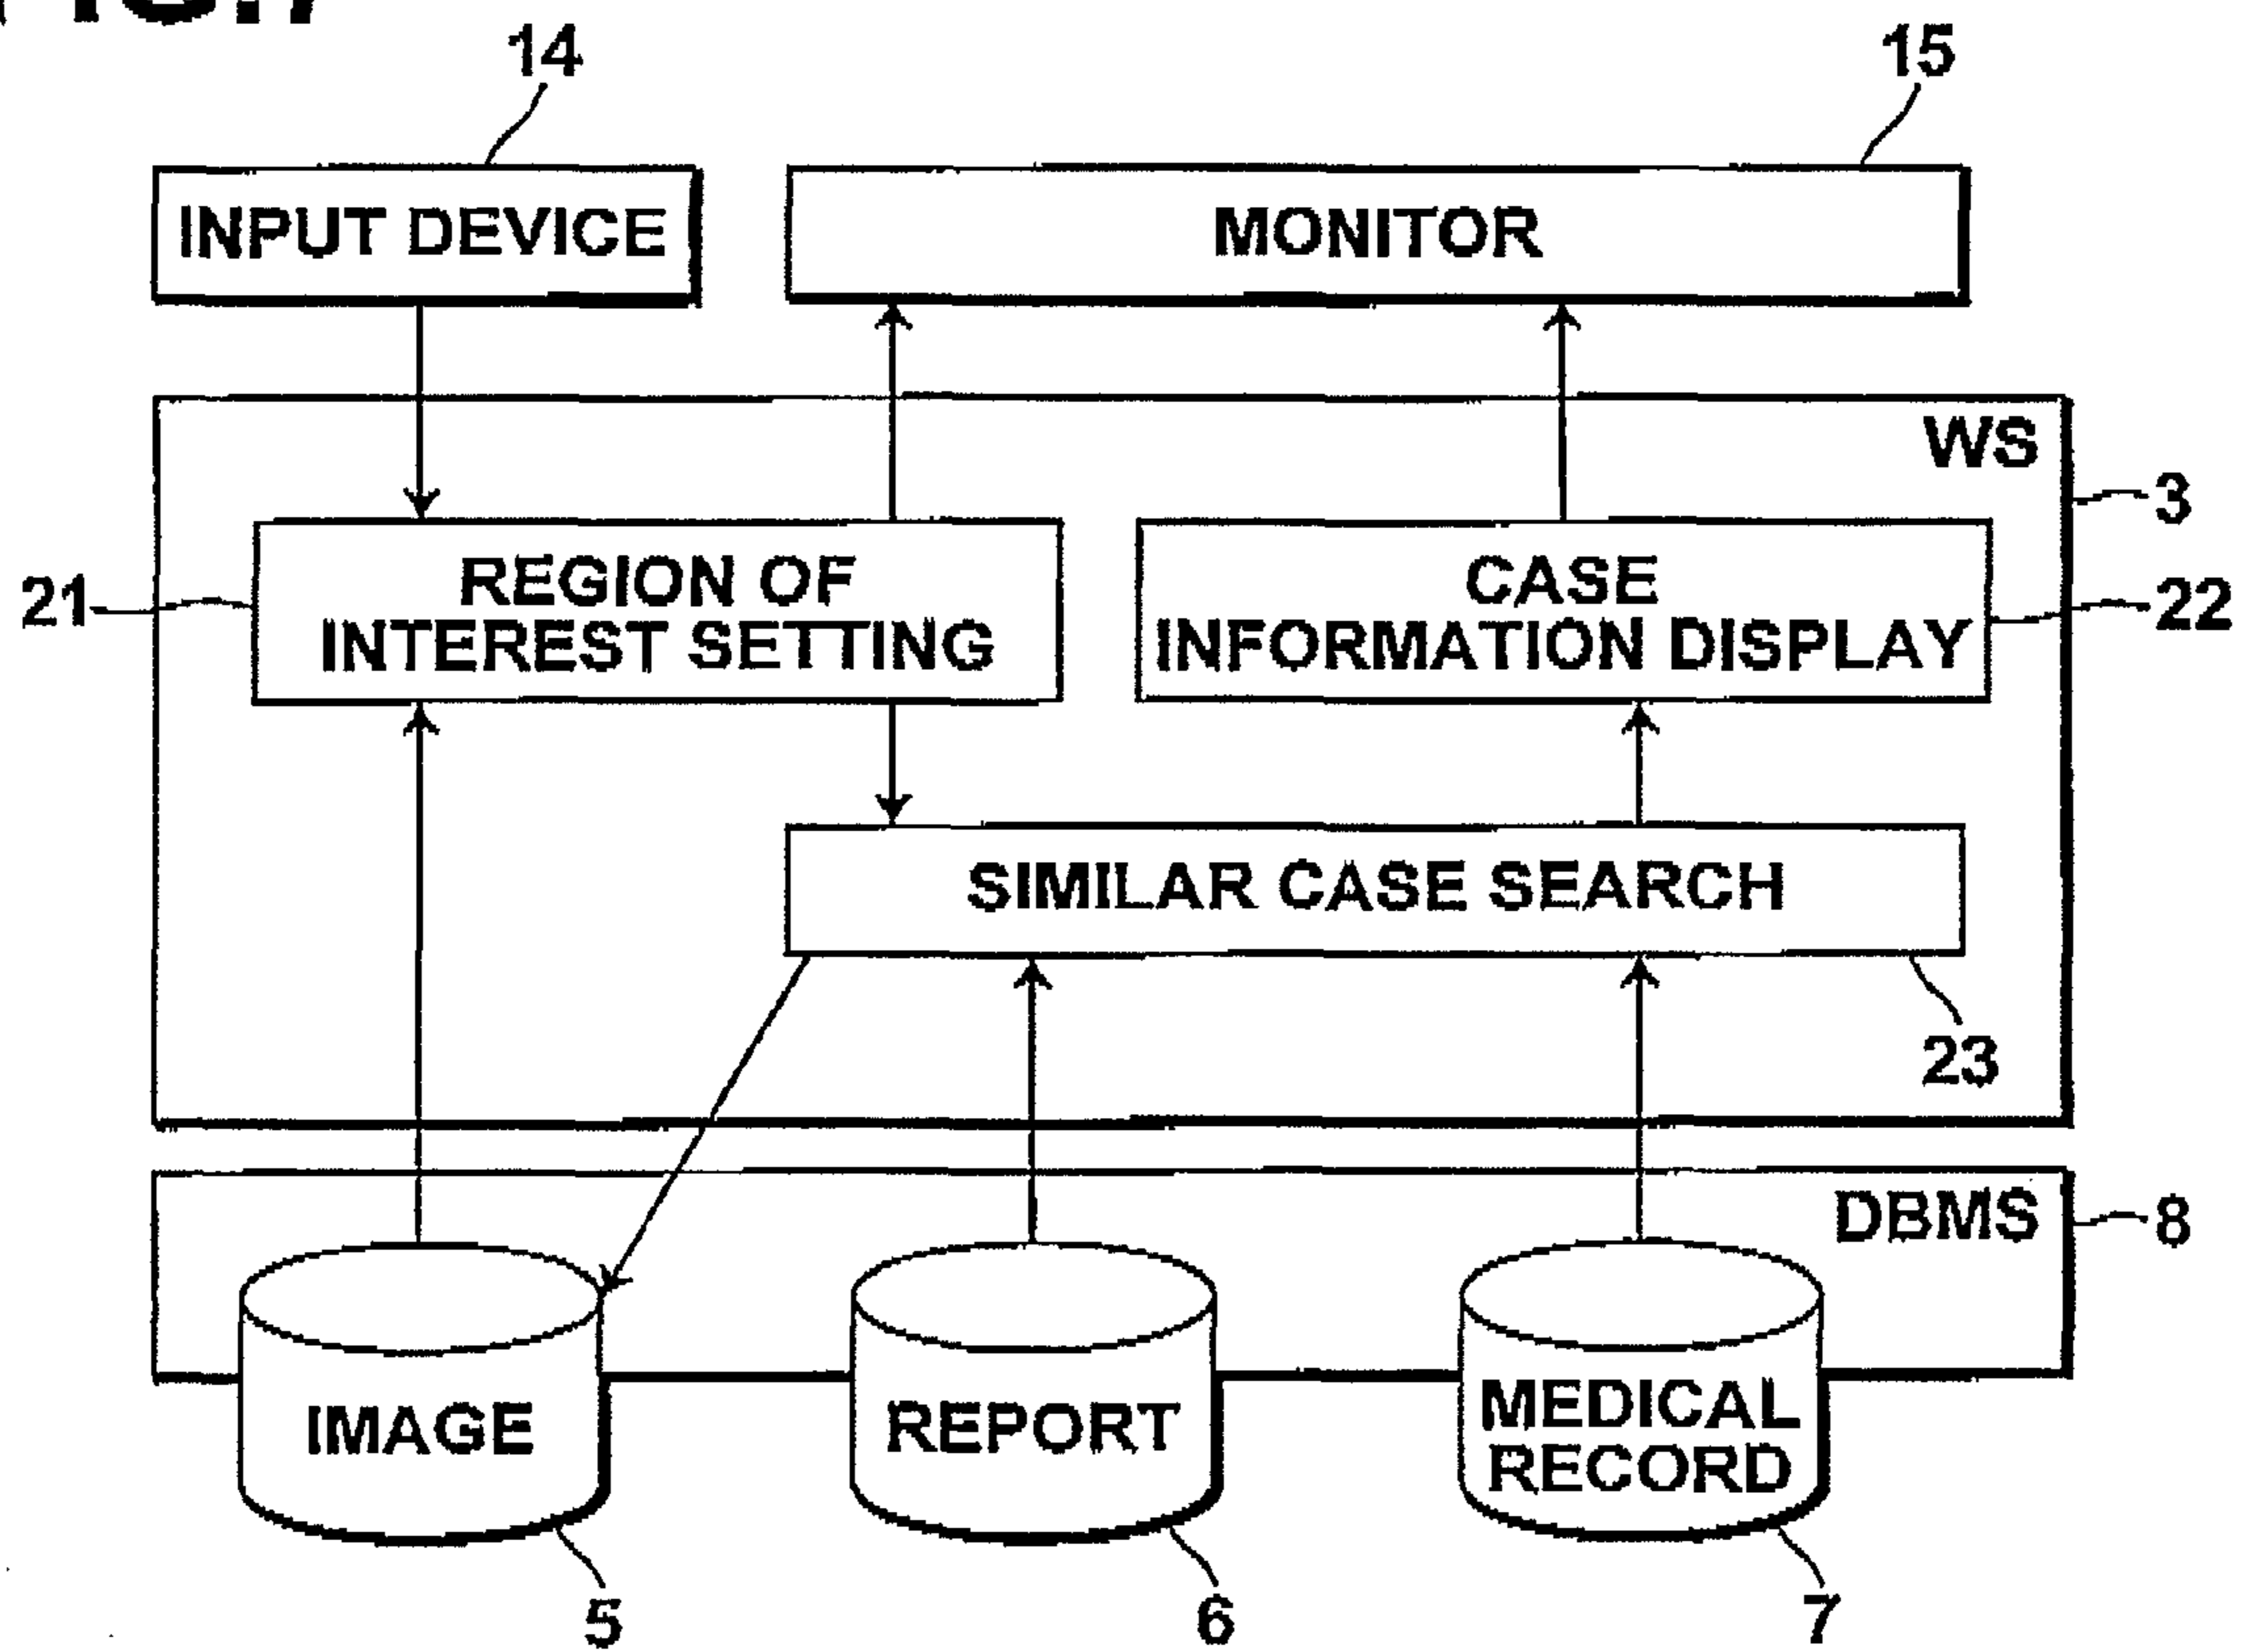 14
15
INPUT DEVICE
MONITOR
WS
3
21
REGION OF
INTEREST SETTING
CASE
INFORMATION DISPLAY
22
SIMILAR CASE SEARCH
23
DBMS
8
IMAGE
REPORT
MEDICAL
RECORD
5
6
7